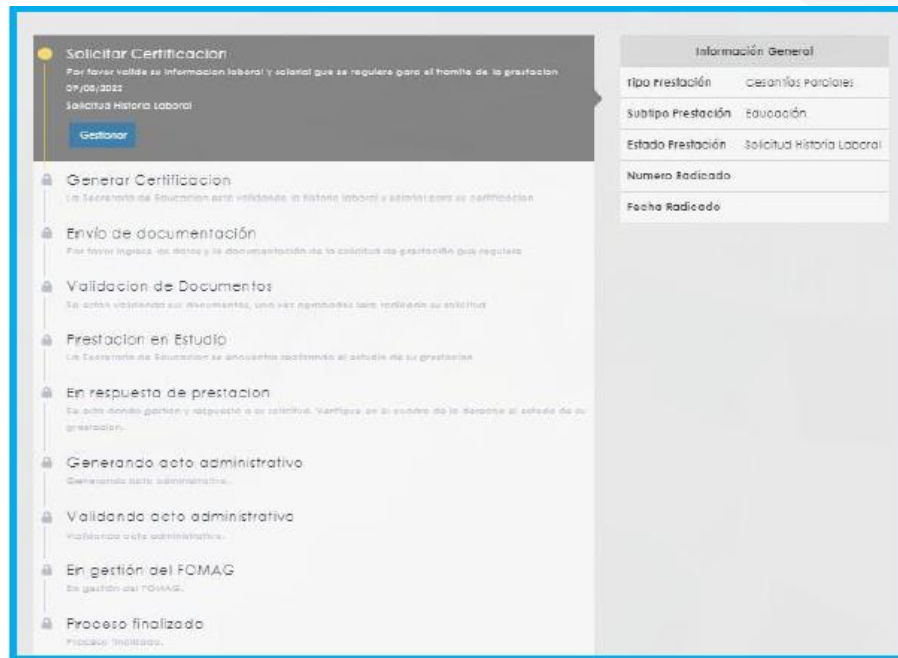 Solicitar Certificacion
Por favor valide su informacion laboral y salarial que se requiere para el tramite de la prestacion
09/08/2022
Solicitud Historia Laboral
Gestionar
Generar Certificacion
La Secretaria de Educacion esta validando la historia laboral y salarial para su certificacion
Envío de documentación
Por favor ingrese los datos y la documentación de la solicitud de prestación que requiera
Validacion de Documentos
Se estan validando sus documentos, una vez aprobados sera radicada su solicitud
Prestacion en Estudio
La Secretaria de Educacion se encuentra realizando el estudio de su prestacion
En respuesta de prestacion
Se esta dando gestion y respuesta a su solicitud. Verifique en el cuadro de la derecha el estado de su
prestacion.
Generando acto administrativo
Generando acto administrativo.
Validando acto administrativo
Validando acto administrativo.
En gestión del FOMAG
En gestión del FOMAG.
Proceso finalizado
Proceso finalizado.
Información General
Tipo Prestación Cesantías Parciales
Subtipo Prestación Educación
Estado Prestación Solicitud Historia Laboral
Numero Radicado
Fecha Radicado